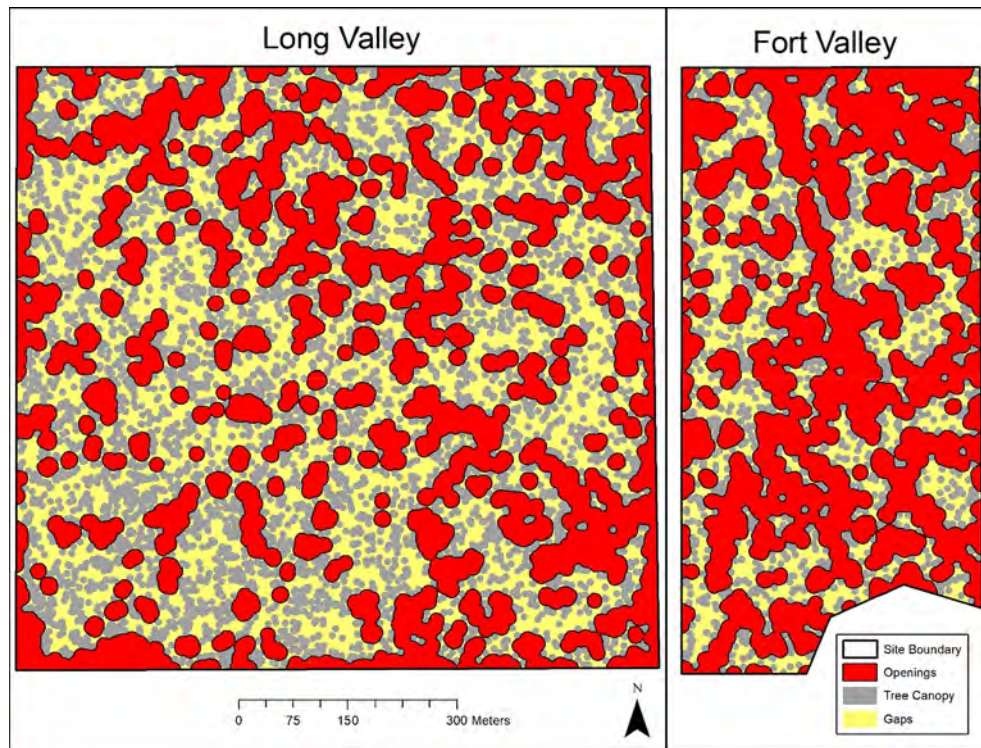 Long Valley
Fort Valley
0 75 150 300 Meters
N
Site Boundary
Openings
Tree Canopy
Gaps